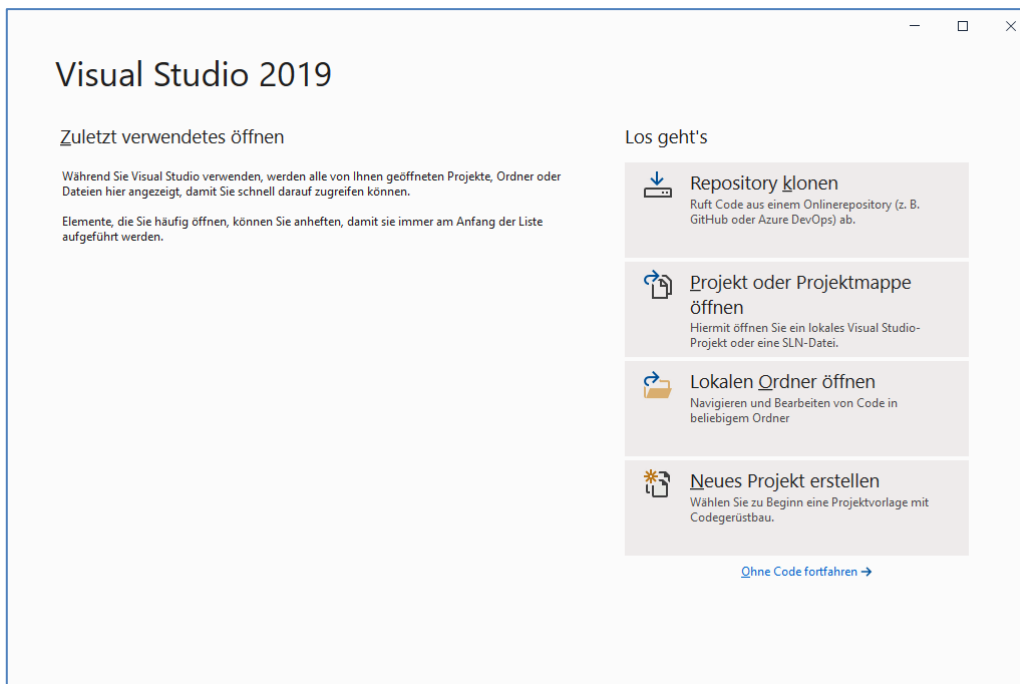 Visual Studio 2019
Zuletzt verwendetes öffnen
Während Sie Visual Studio verwenden, werden alle von Ihnen geöffneten Projekte, Ordner oder
Dateien hier angezeigt, damit Sie schnell darauf zugreifen können.
Elemente, die Sie häufig öffnen, können Sie anheften, damit sie immer am Anfang der Liste
aufgeführt werden.
Los geht's
Repository klonen
Ruft Code aus einem Onlinerepository (z. B.
GitHub oder Azure DevOps) ab.
Projekt oder Projektmappe
öffnen
Hiermit öffnen Sie ein lokales Visual Studio-
Projekt oder eine SLN-Datei.
Lokalen Ordner öffnen
Navigieren und Bearbeiten von Code in
beliebigem Ordner
Neues Projekt erstellen
Wählen Sie zu Beginn eine Projektvorlage mit
Codegerüstbau.
Ohne Code fortfahren →